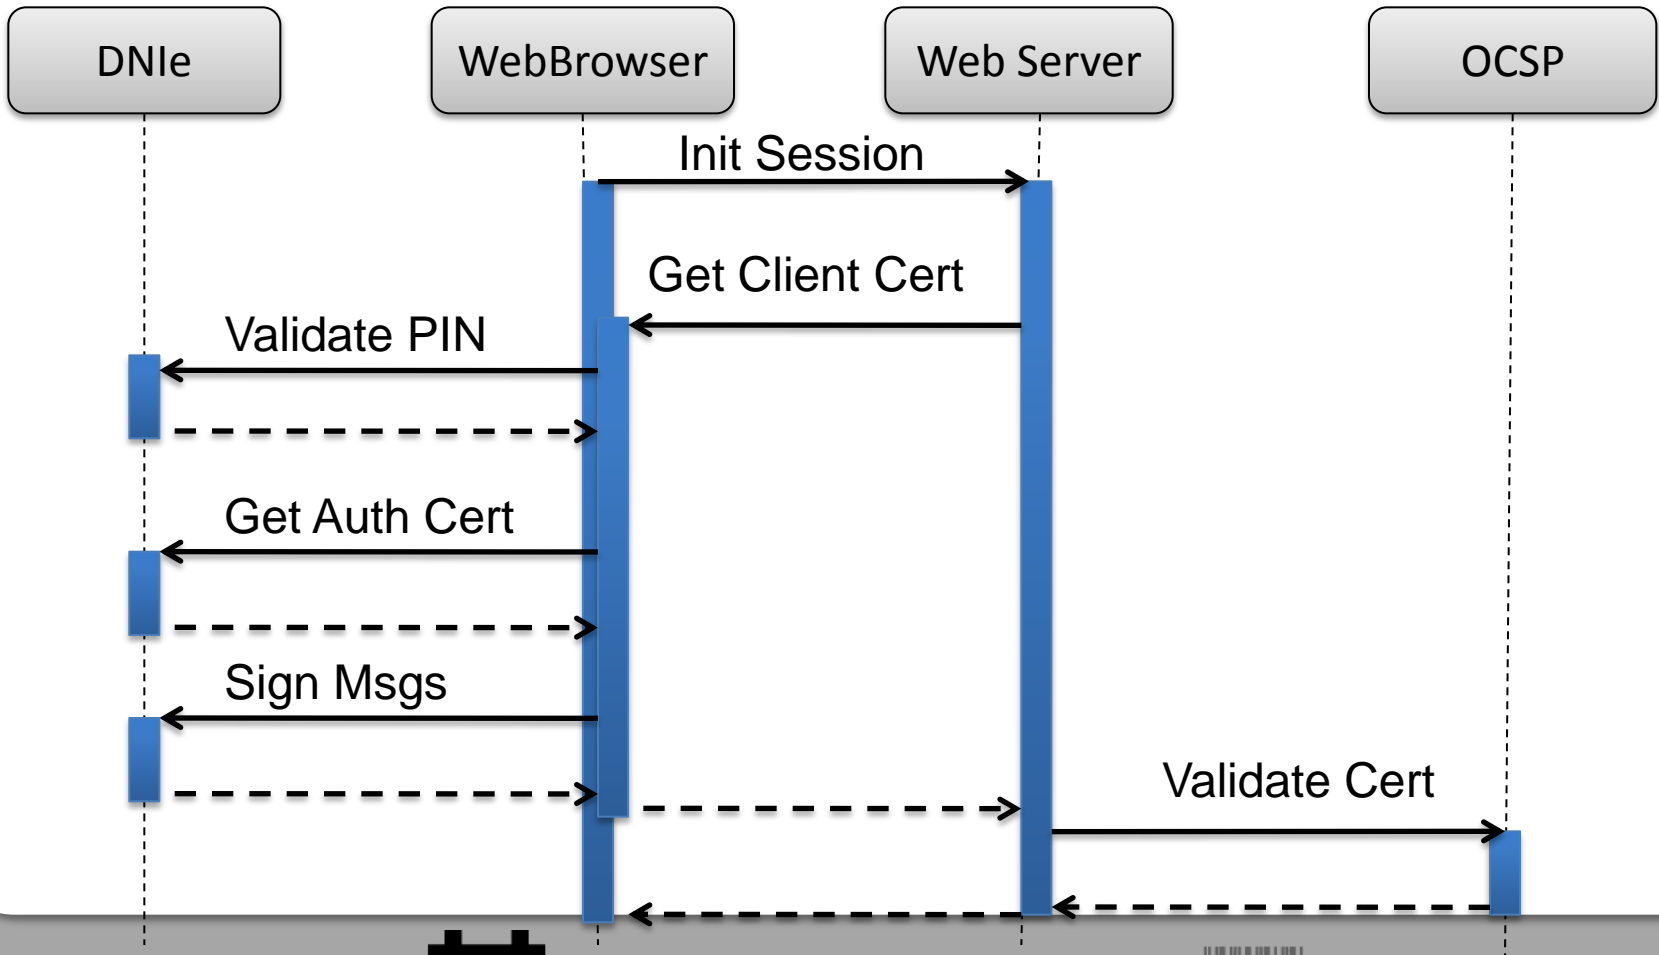 DNIe
WebBrowser
Web Server
OCSP
Init Session
Get Client Cert
Validate PIN
Get Auth Cert
Sign Msgs
Validate Cert